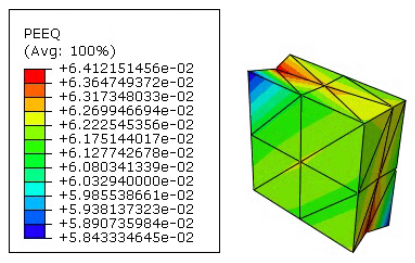 PEEQ
(Avg: 100%)
+6.412151456e-02
+6.364749372e-02
+6.317348033e-02
+6.269946694e-02
+6.222545356e-02
+6.175144017e-02
+6.127742678e-02
+6.080341339e-02
+6.032940000e-02
+5.985538661e-02
+5.938137323e-02
+5.890735984e-02
+5.843334645e-02